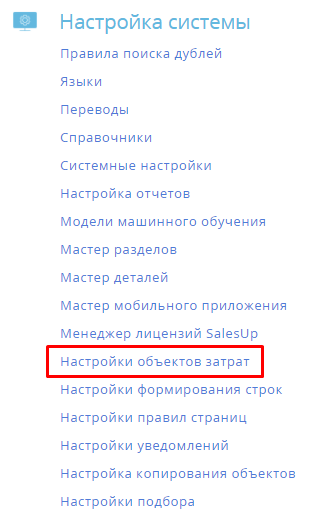 Настройка системы
Правила поиска дублей
Языки
Переводы
Справочники
Системные настройки
Настройка отчетов
Модели машинного обучения
Мастер разделов
Мастер деталей
Мастер мобильного приложения
Менеджер лицензий SalesUp
Настройки объектов затрат
Настройки формирования строк
Настройки правил страниц
Настройки уведомлений
Настройка копирования объектов
Настройки подбора